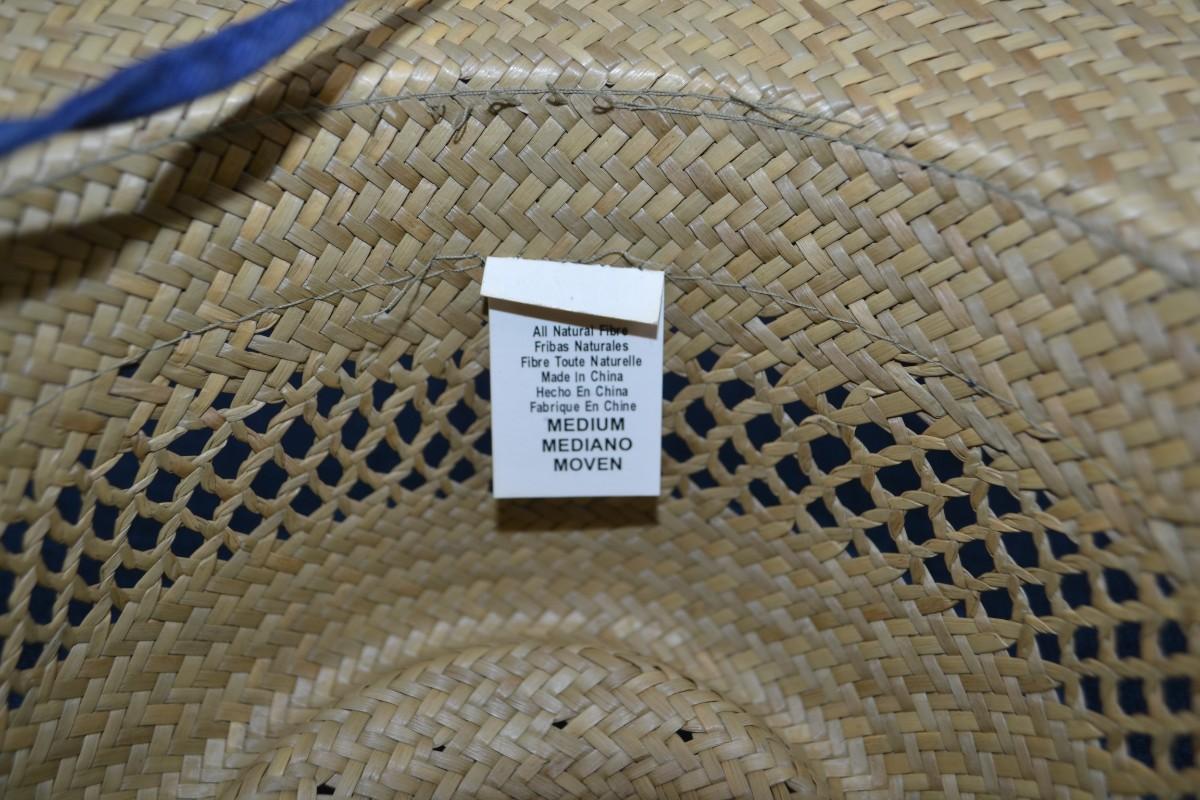 All Natural Fibre
Fribas Naturales
Fibre Toute Naturelle
Made In China
Hecho En China
Fabrique En Chine
MEDIUM
MEDIANO
MOVEN